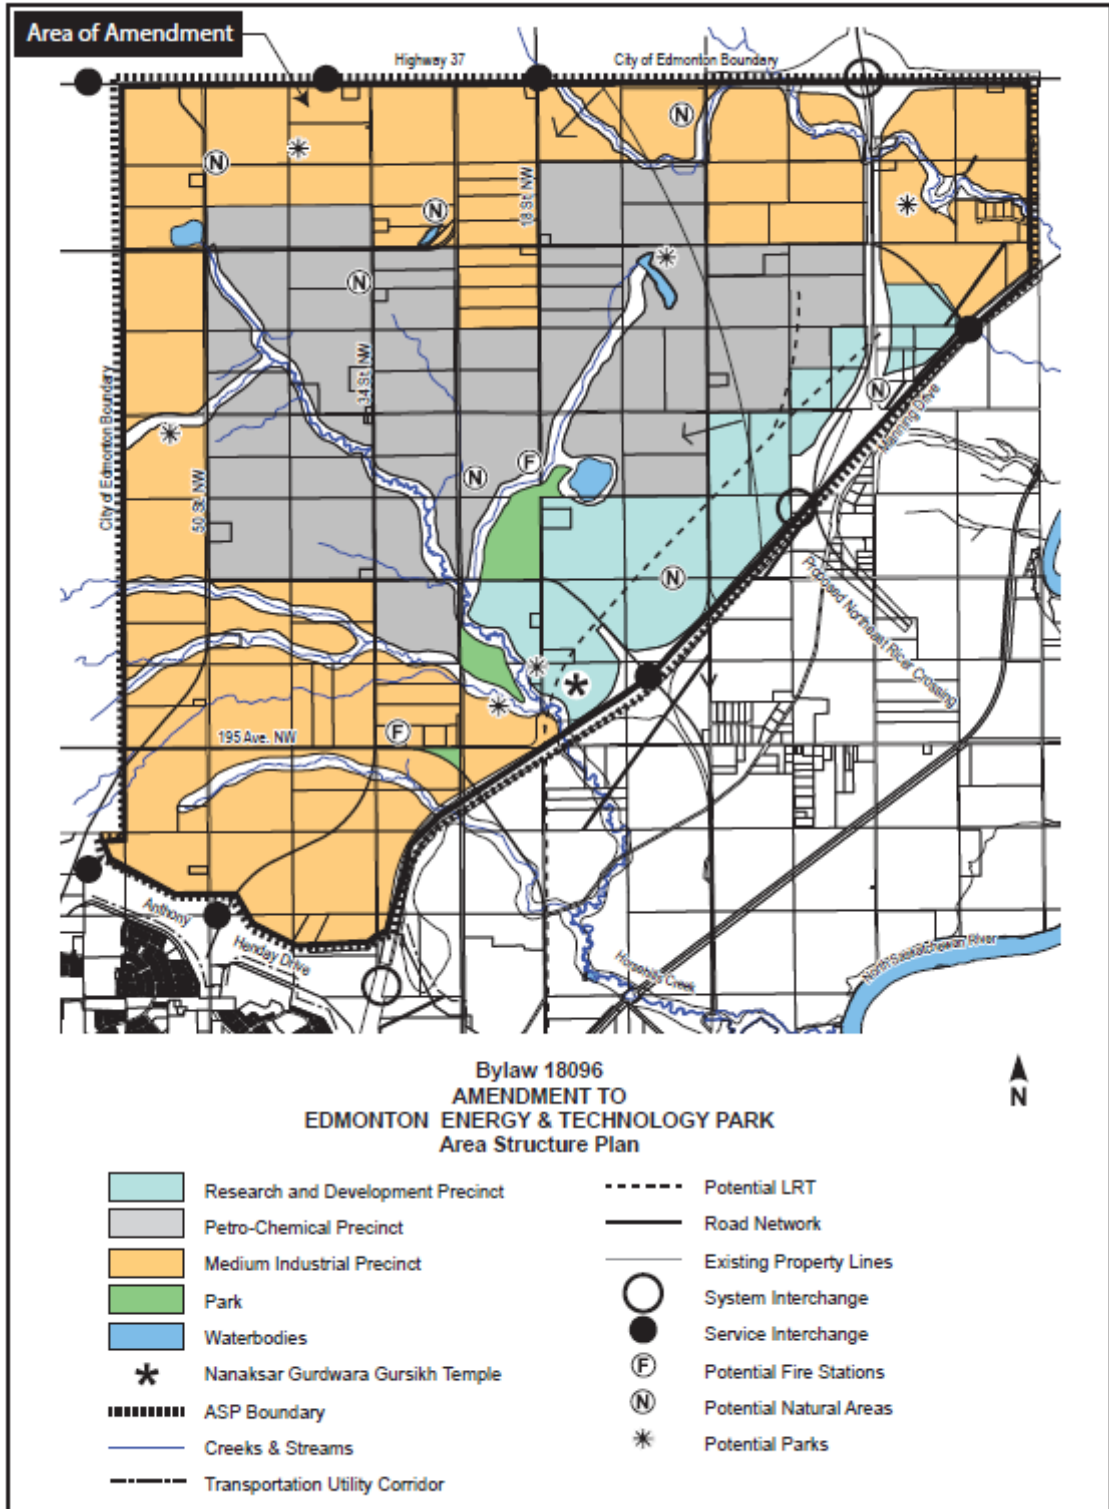 Area of Amendment
Highway 37
City of Edmonton Boundary
N
N
18 St. NW
N
N
City of Edmonton Boundary
34 St. NW
N
Manning Drive
F
N
50 St. NW
N
Proposed Northeast River Crossing
195 Ave. NW
F
Anthony
Henday Drive
Horsehills Creek
North Saskatchewan River
Bylaw 18096
AMENDMENT TO
EDMONTON ENERGY & TECHNOLOGY PARK
Area Structure Plan
N
Research and Development Precinct
Petro-Chemical Precinct
Medium Industrial Precinct
Park
Waterbodies
Nanaksar Gurdwara Gursikh Temple
ASP Boundary
Creeks & Streams
Transportation Utility Corridor
Potential LRT
Road Network
Existing Property Lines
System Interchange
Service Interchange
F Potential Fire Stations
N Potential Natural Areas
Potential Parks